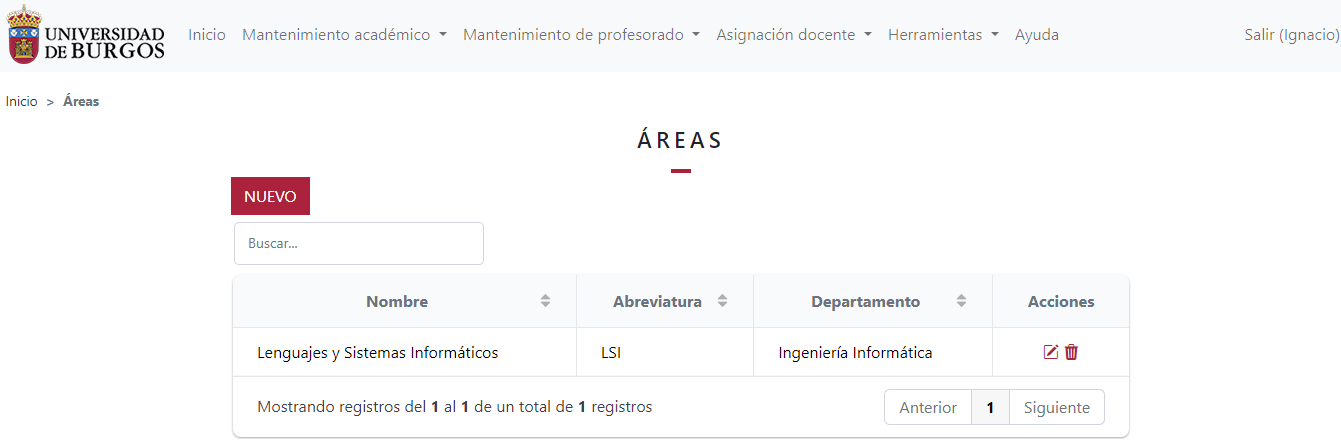 UNIVERSIDAD
DE BURGOS
Inicio Mantenimiento académico Mantenimiento de profesorado Asignación docente Herramientas Ayuda Salir (Ignacio)
Inicio > Áreas
ÁREAS
NUEVO
Buscar...
Nombre Abreviatura Departamento Acciones
Lenguajes y Sistemas Informáticos LSI Ingeniería Informática
Mostrando registros del 1 al 1 de un total de 1 registros Anterior 1 Siguiente